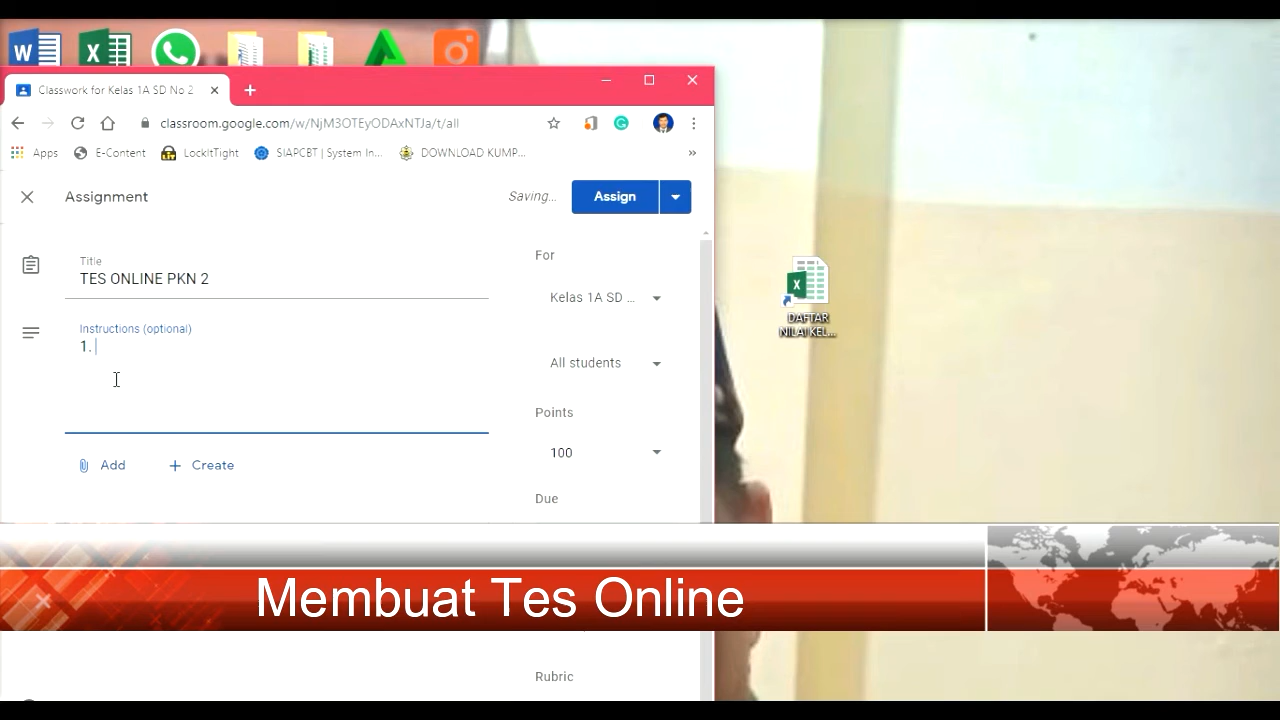 Classwork for Kelas 1A SD No 2
classroom.google.com/w/NjM3OTEyODAxNTJa/t/all
Apps E-Content LockItTight SIAPCBT | System In... DOWNLOAD KUMP... »
Assignment Saving... Assign
Title
TES ONLINE PKN 2
Instructions (optional)
1.
Add Create
For
Kelas 1A SD ...
All students
Points
100
Due
Rubric
DAFTAR
NILAI KEL...
Membuat Tes Online